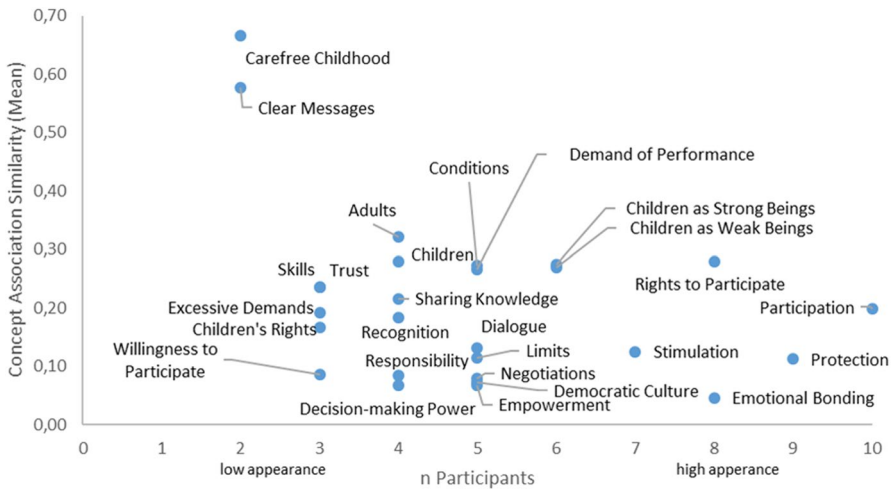 0,70
Carefree Childhood
0,60
Clear Messages
0,50
Conditions
Demand of Performance
0,40
Adults
Children as Strong Beings
Children as Weak Beings
0,30
Children
Skills
Trust
Rights to Participate
Sharing Knowledge
Participation
Excessive Demands
0,20
Children's Rights
Recognition
Dialogue
Willingness to
Participate
Limits
Stimulation
Protection
Responsibility
0,10
Negotiations
Democratic Culture
Emotional Bonding
Decision-making Power
Empowerment
0,00
Concept Association Similarity (Mean)
0 1 2 3 4 5 6 7 8 9 10
low appearance
n Participants
high apperance